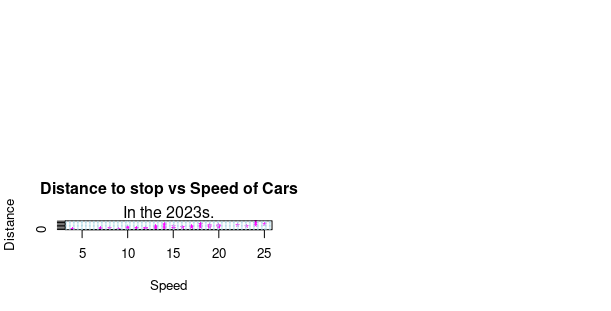 Distance to stop vs Speed of Cars
In the 2023s.
Distance
0
5 10 15 20 25
Speed